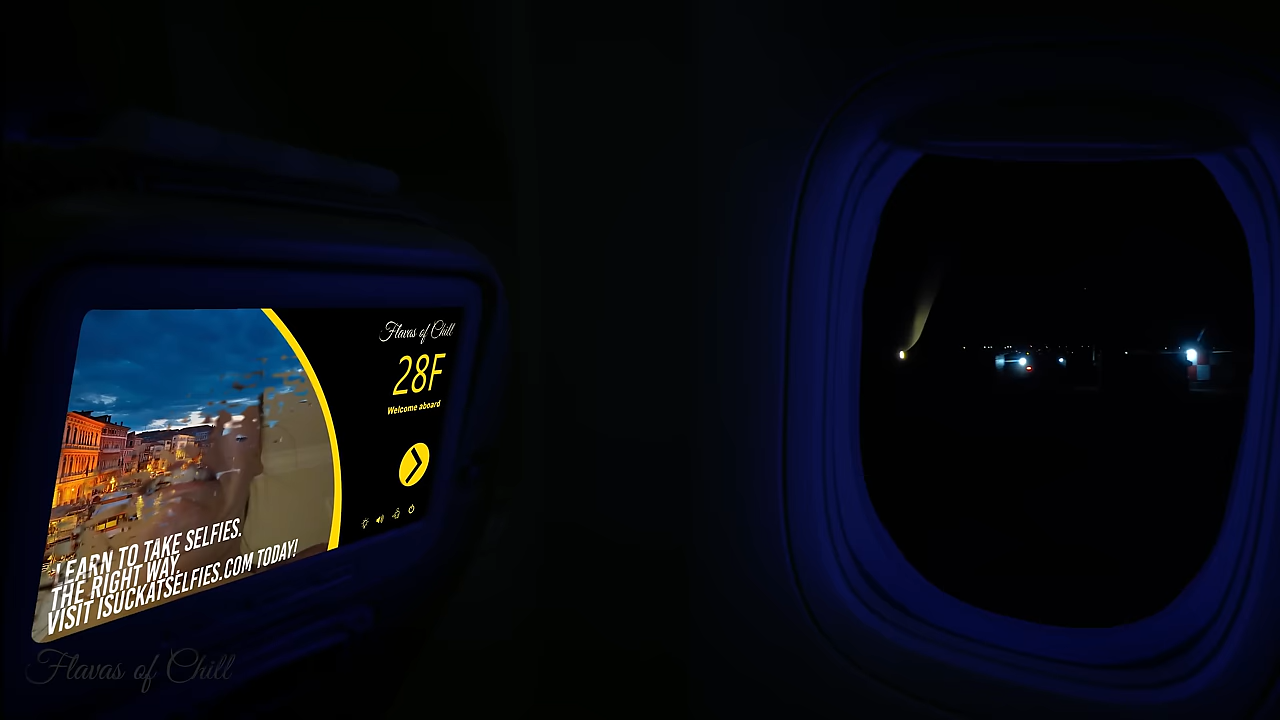 Flavas of Chill
28F
Welcome aboard
LEARN TO TAKE SELFIES.
THE RIGHT WAY.
VISIT ISUCKATSELFIES.COM TODAY!
Flavas of Chill